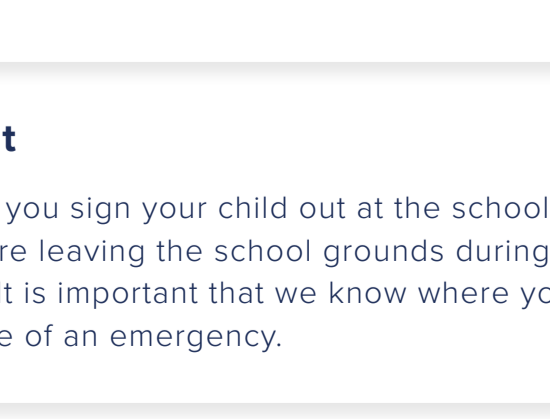 t
you sign your child out at the school
re leaving the school grounds during
It is important that we know where yo
e of an emergency.